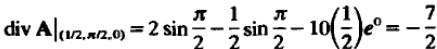 div A|(1/2, π/2, 0) = 2 sin π/2 − 1/2 sin π/2 − 10(1/2)e⁰ = − 7/2